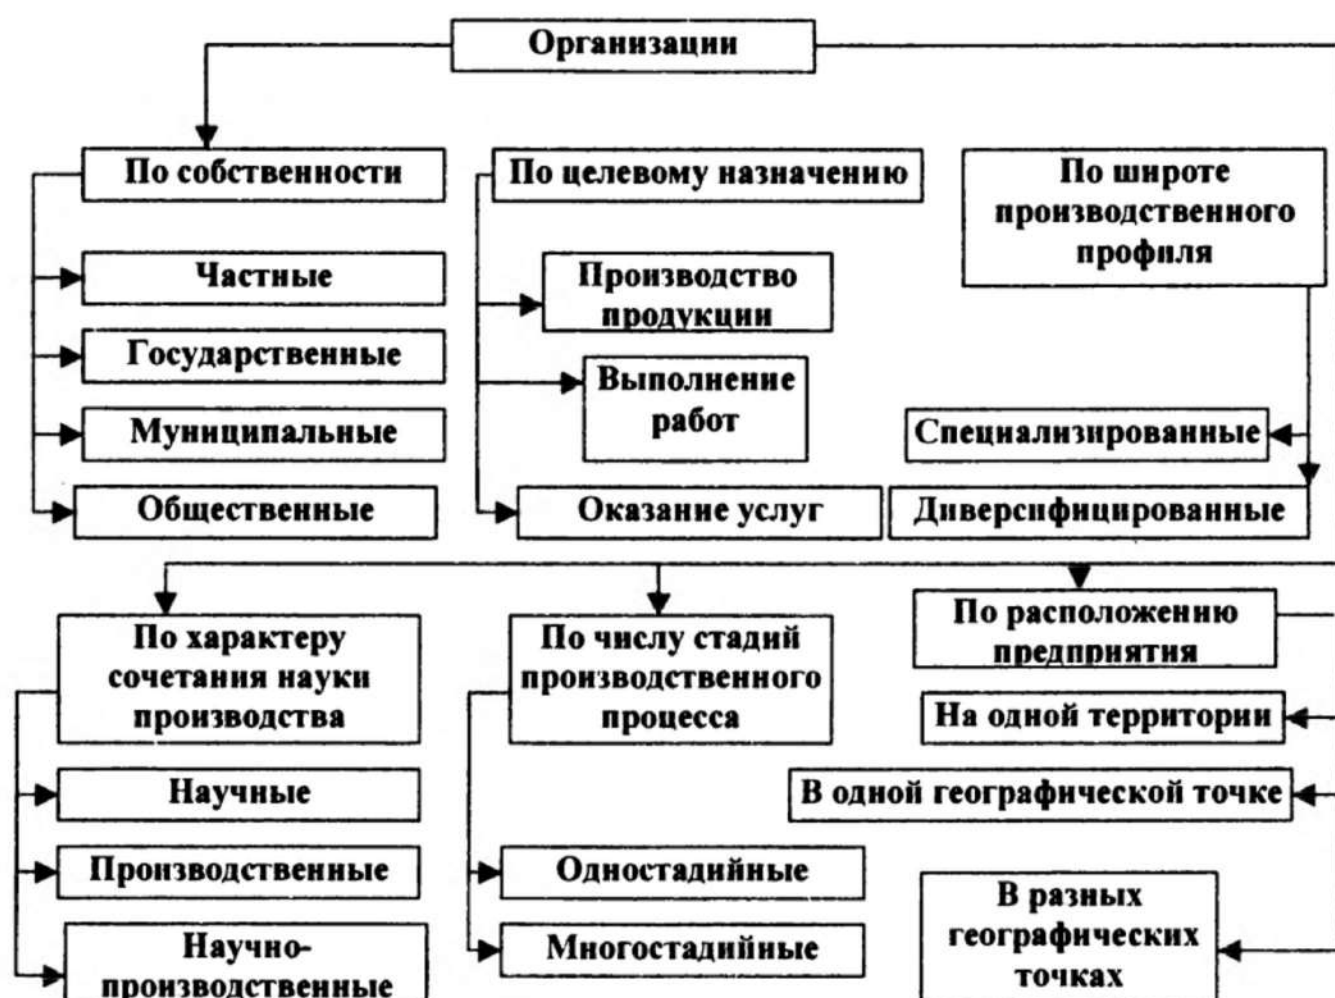 Организации
По собственности
Частные
Государственные
Муниципальные
Общественные
По целевому назначению
Производство
продукции
Выполнение
работ
Оказание услуг
По широте
производственного
профиля
Специализированные
Диверсифицированные
По характеру
сочетания науки
производства
Научные
Производственные
Научно-
производственные
По числу стадий
производственного
процесса
Одностадийные
Многостадийные
По расположению
предприятия
На одной территории
В одной географической точке
В разных
географических
точках